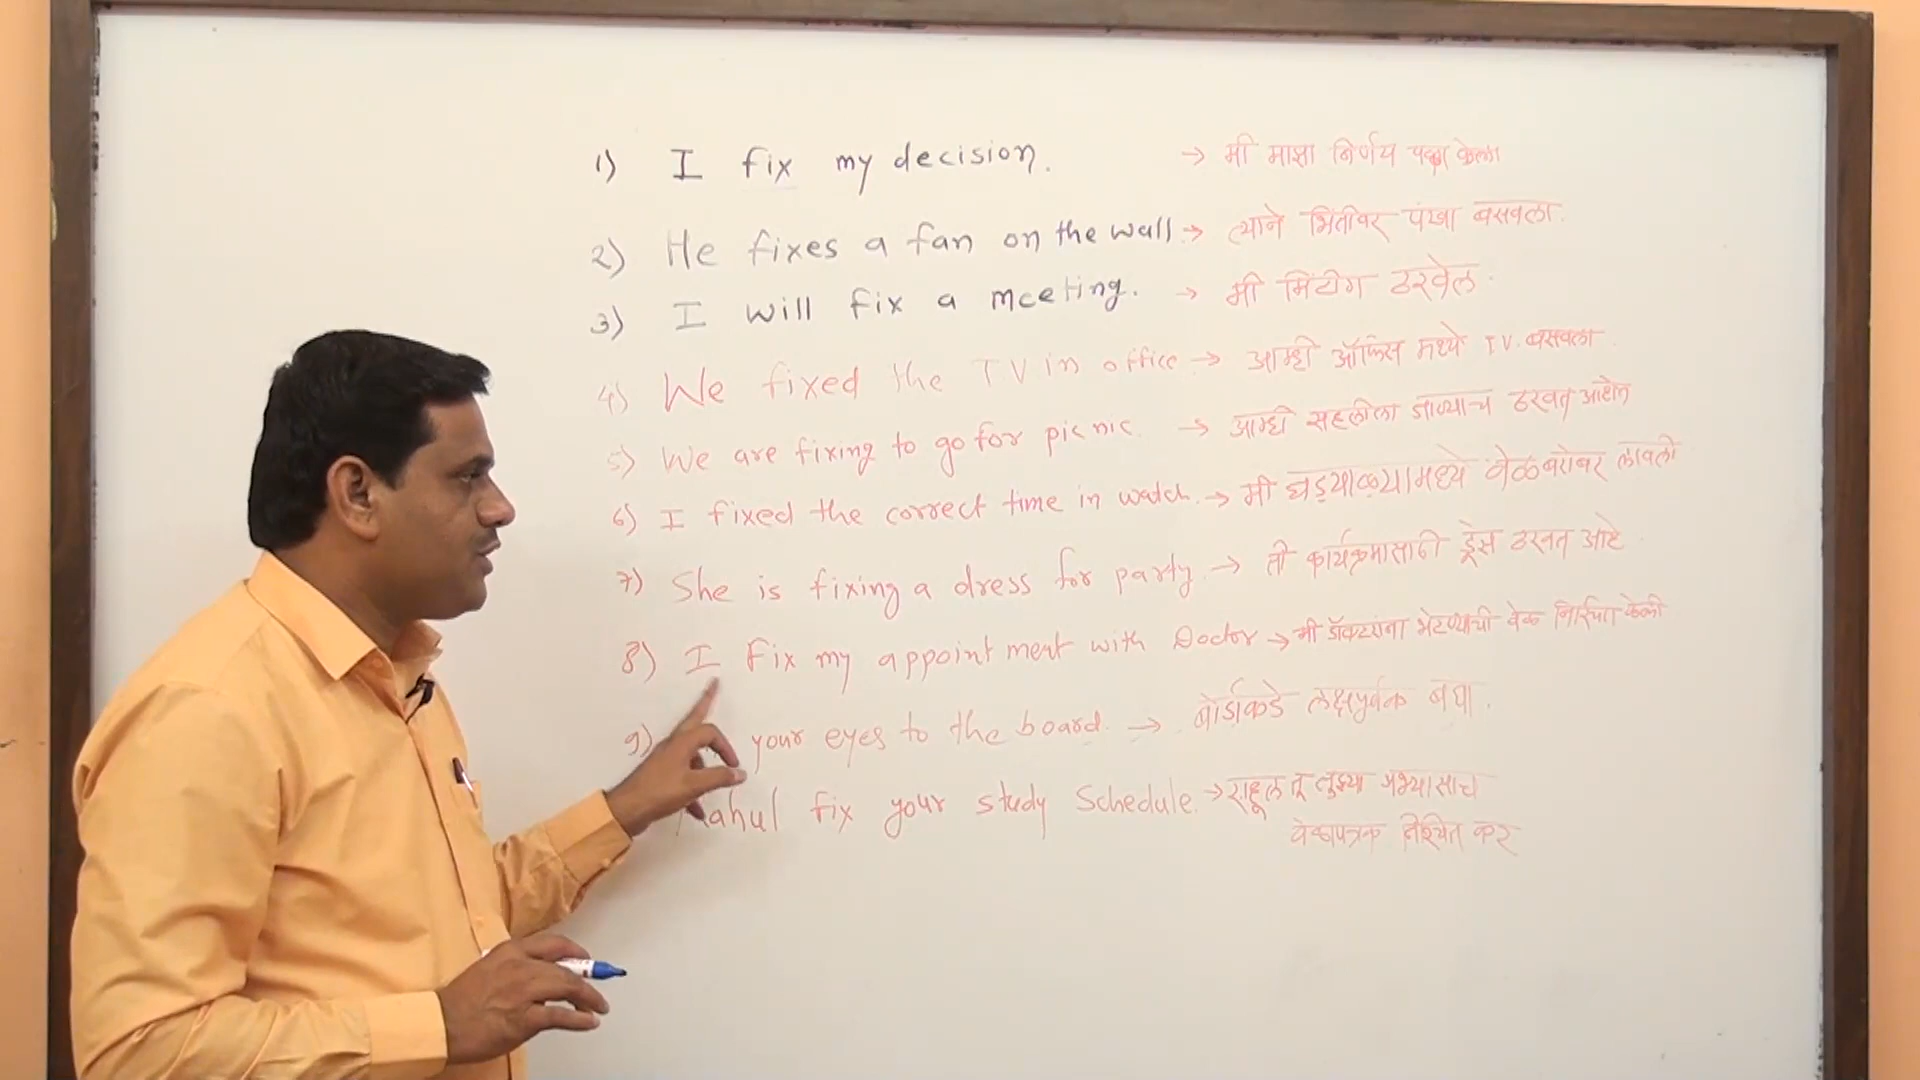 1) I fix my decision. → मी माझा निर्णय पक्का केला
2) He fixes a fan on the wall → त्याने भिंतीवर पंखा बसवला.
3) I will fix a meeting. → मी मिटींग ठरवेल.
4) We fixed the TV in office → आम्ही ऑफिस मध्ये TV. बसवला.
5) We are fixing to go for picnic → आम्ही सहलीला जाण्याच ठरवत आहोत
6) I fixed the correct time in watch. → मी घड्याळ्यामध्ये वेळ बरोबर लावली
7) She is fixing a dress for party. → ती कार्यक्रमासाठी ड्रेस ठरवत आहे.
8) I Fix my appointment with Doctor → मी डॉक्टरांना भेटण्याची वेळ निश्चित केली
9) your eyes to the board. → बोर्डाकडे लक्षपूर्वक बघा.
Rahul fix your study Schedule. → राहूल तू तुझ्या अभ्यासाच
वेळापत्रक निश्चित कर